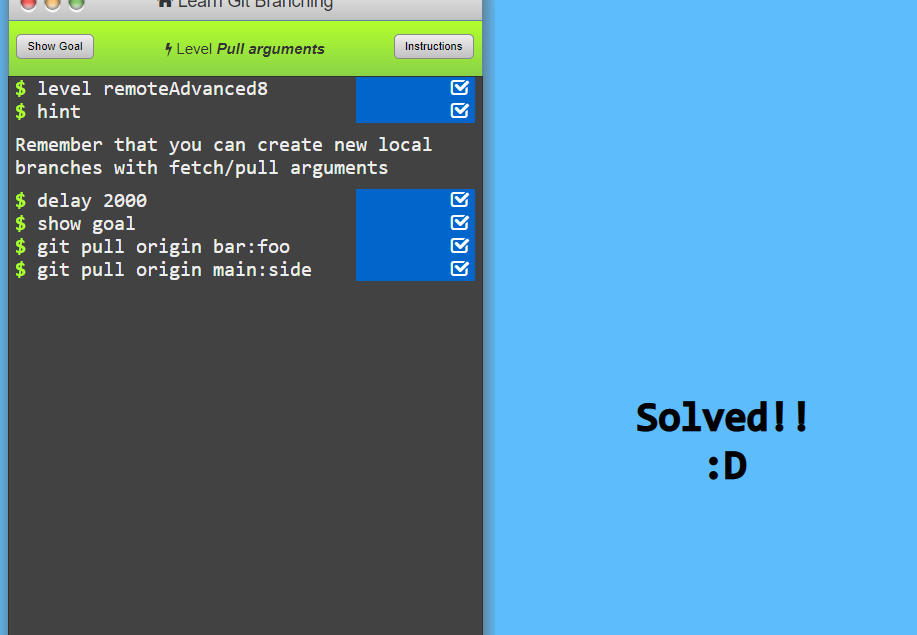 Learn Git Branching
Show Goal
Level Pull arguments
Instructions
$ level remoteAdvanced8
$ hint
Remember that you can create new local
branches with fetch/pull arguments
$ delay 2000
$ show goal
$ git pull origin bar:foo
$ git pull origin main:side
Solved!!
:D